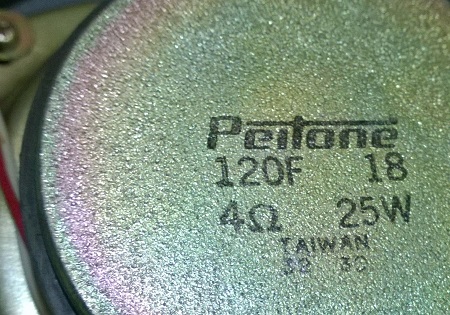 Peitone
120F 18
4Ω 25W
TAIWAN